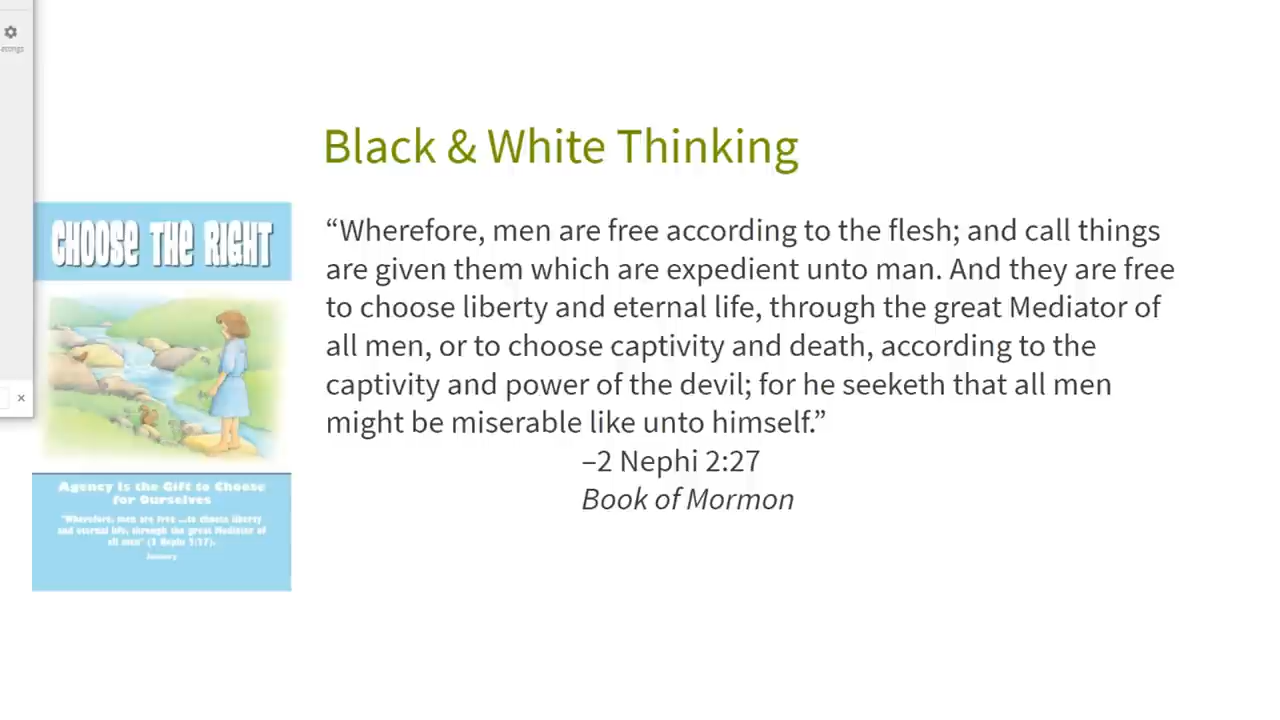 Black & White Thinking
“Wherefore, men are free according to the flesh; and call things
are given them which are expedient unto man. And they are free
to choose liberty and eternal life, through the great Mediator of
all men, or to choose captivity and death, according to the
captivity and power of the devil; for he seeketh that all men
might be miserable like unto himself.”
–2 Nephi 2:27
Book of Mormon
CHOOSE THE RIGHT
Agency Is the Gift to Choose
for Ourselves
"Wherefore, men are free ...to choose liberty
and eternal life, through the great Mediator of
all men" (2 Nephi
January